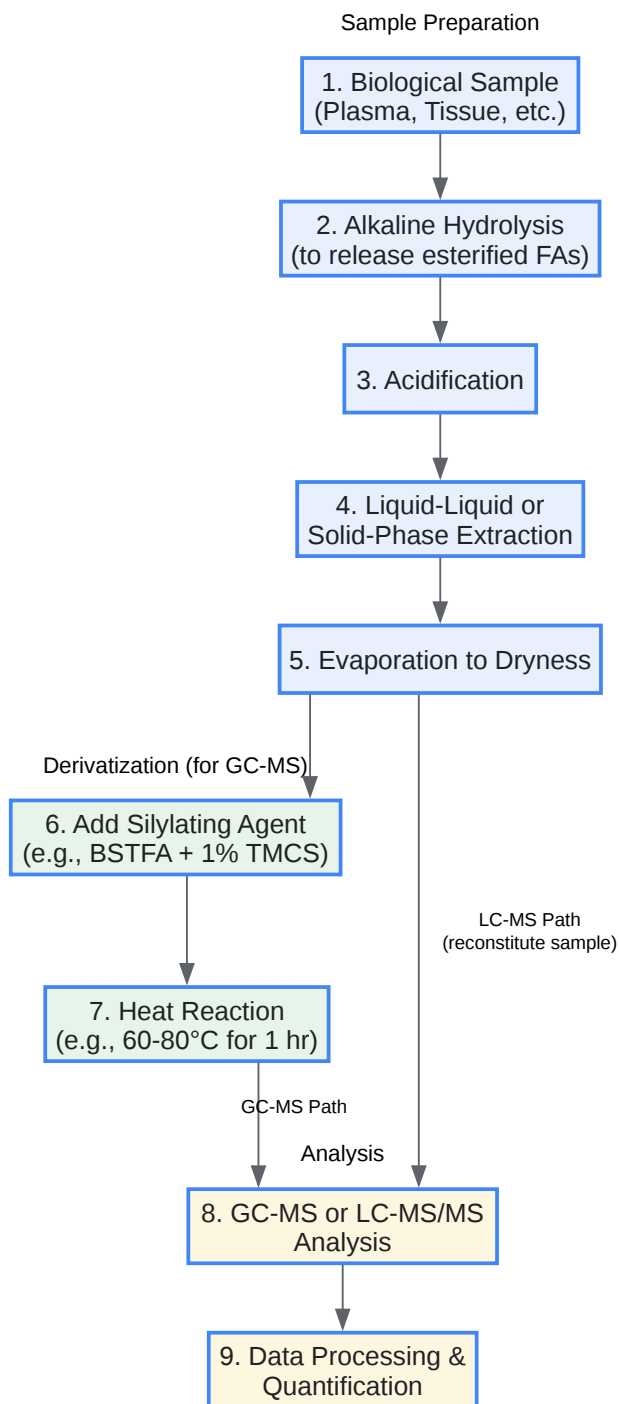 Sample Preparation
1. Biological Sample
(Plasma, Tissue, etc.)
2. Alkaline Hydrolysis
(to release esterified FAs)
3. Acidification
4. Liquid-Liquid or
Solid-Phase Extraction
5. Evaporation to Dryness
Derivatization (for GC-MS)
6. Add Silylating Agent
(e.g., BSTFA + 1% TMCS)
LC-MS Path
(reconstitute sample)
7. Heat Reaction
(e.g., 60-80°C for 1 hr)
GC-MS Path
Analysis
8. GC-MS or LC-MS/MS
Analysis
9. Data Processing &
Quantification